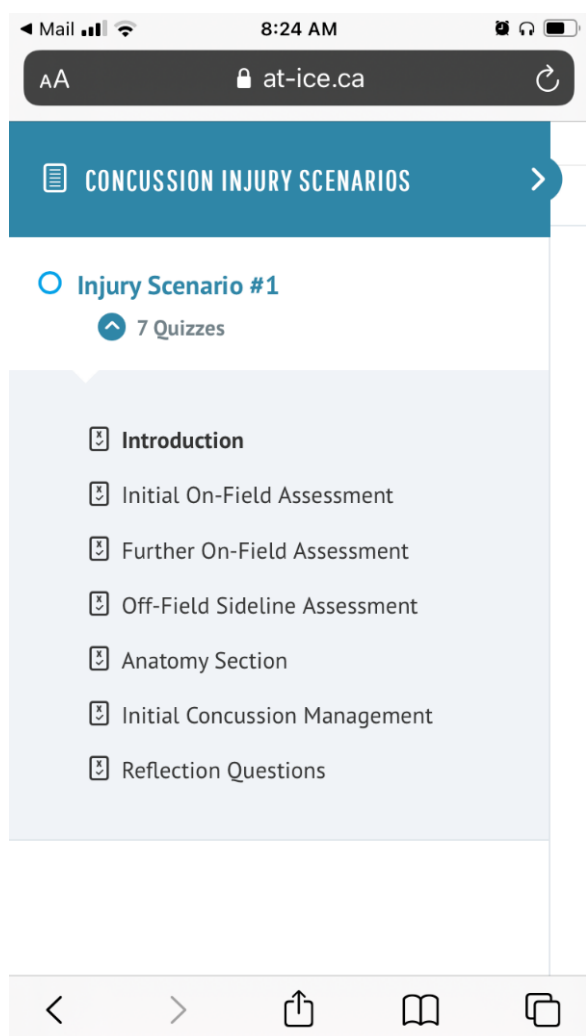 Mail
8:24 AM
AA at-ice.ca
CONCUSSION INJURY SCENARIOS
Injury Scenario #1
7 Quizzes
Introduction
Initial On-Field Assessment
Further On-Field Assessment
Off-Field Sideline Assessment
Anatomy Section
Initial Concussion Management
Reflection Questions